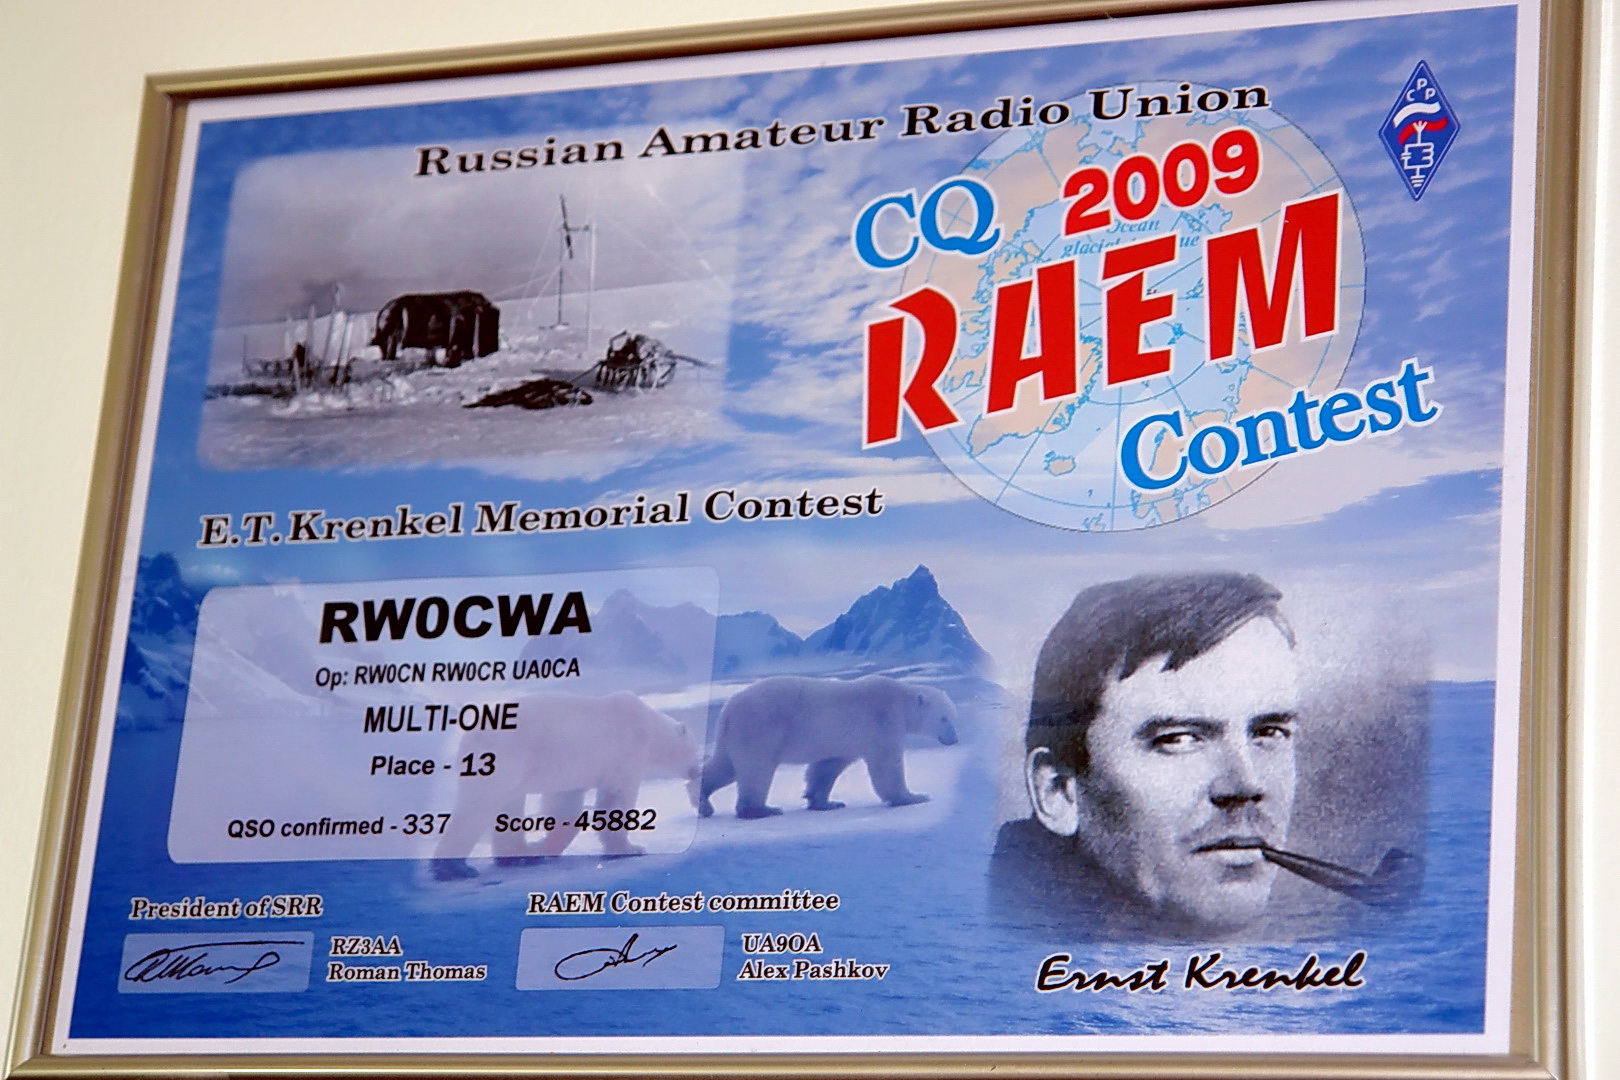 Russian Amateur Radio Union
СРР
CQ 2009
RAEM
Contest
Ocean
E.T. Krenkel Memorial Contest
RW0CWA
Op: RW0CN RW0CR UA0CA
MULTI-ONE
Place - 13
QSO confirmed - 337 Score - 45882
President of SRR
RZ3AA
Roman Thomas
RAEM Contest committee
UA9OA
Alex Pashkov
Ernst Krenkel